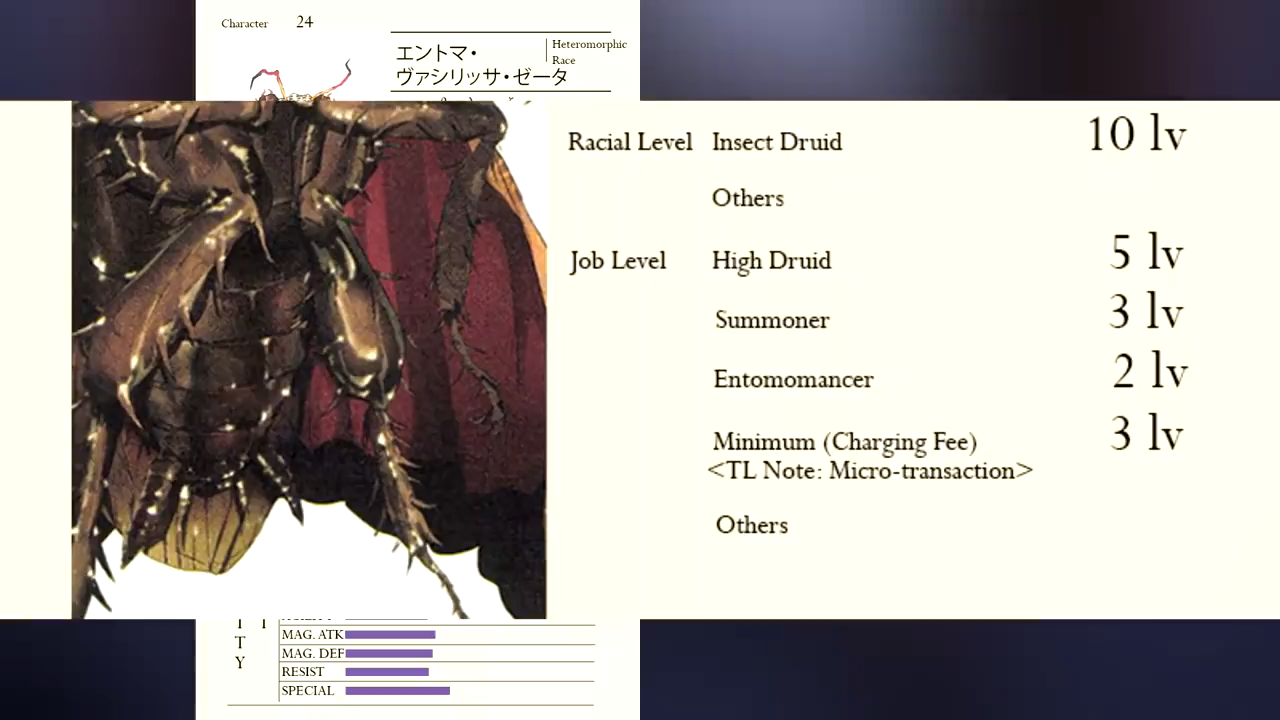 Character 24
エントマ・
ヴァシリッサ・ゼータ
Heteromorphic
Race
Racial Level Insect Druid 10 lv
Others
Job Level High Druid 5 lv
Summoner 3 lv
Entomomancer 2 lv
Minimum (Charging Fee) 3 lv
<TL Note: Micro-transaction>
Others
T
Y
MAG. ATK
MAG. DEF
RESIST
SPECIAL